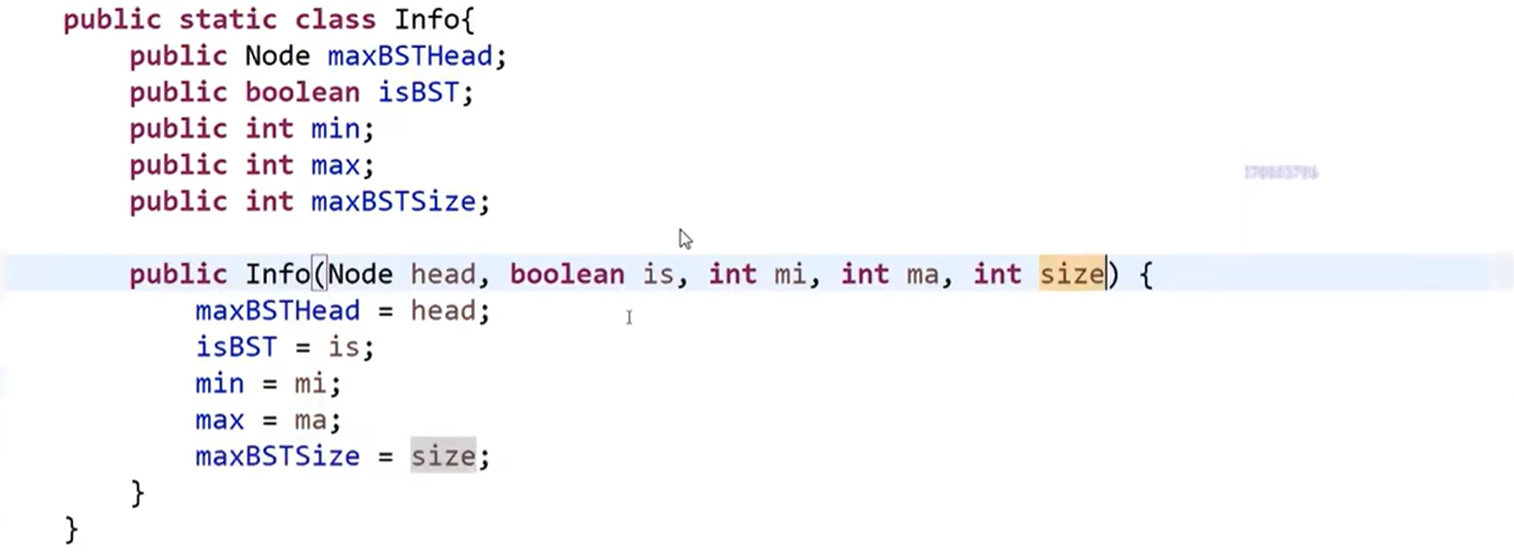 public static class Info{
public Node maxBSTHead;
public boolean isBST;
public int min;
public int max;
public int maxBSTSize;
public Info(Node head, boolean is, int mi, int ma, int size) {
maxBSTHead = head;
isBST = is;
min = mi;
max = ma;
maxBSTSize = size;
}
}